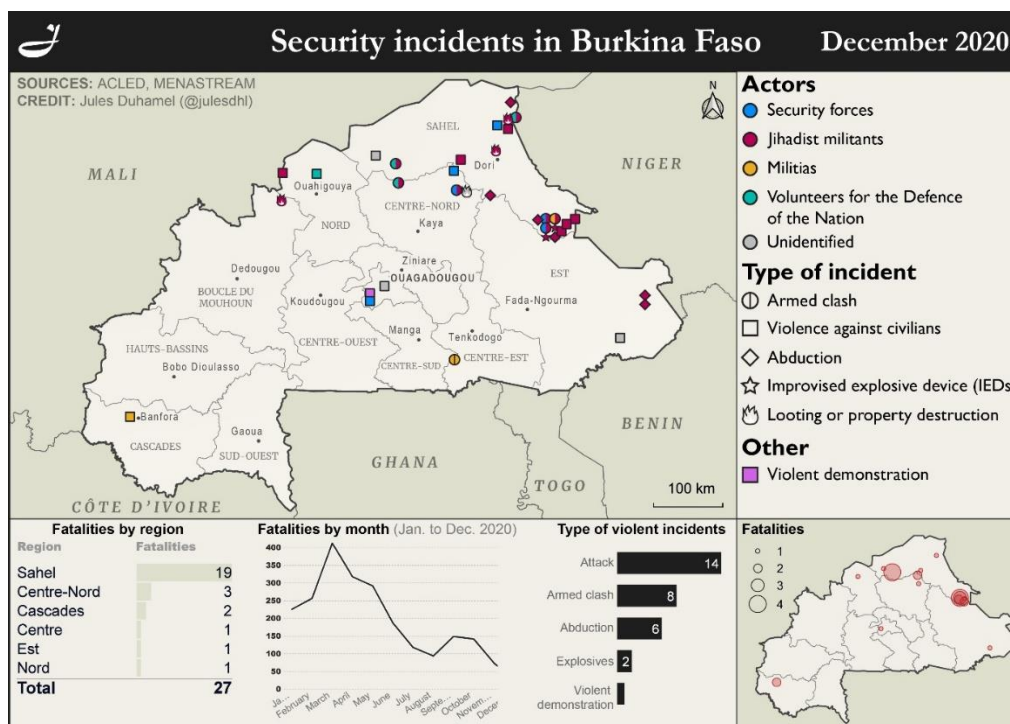 Security incidents in Burkina Faso
December 2020
SOURCES: ACLED, MENASTREAM
CREDIT: Jules Duhamel (@julesdhl)
N
MALI
NIGER
SAHEL
Dori
Ouahigouya
CENTRE-NORD
NORD
Kaya
Ziniare
OUAGADOUGOU
EST
Dedougou
BOUCLE DU
MOUHOUN
Koudougou
Fada-Ngourma
Manga
Tenkodogo
CENTRE-OUEST
CENTRE-SUD
CENTRE-EST
HAUTS-BASSINS
Bobo Dioulasso
Banfora
CASCADES
Gaoua
SUD-OUEST
BENIN
GHANA
TOGO
CÔTE D'IVOIRE
100 km
Actors
Security forces
Jihadist militants
Militias
Volunteers for the Defence
of the Nation
Unidentified
Type of incident
Armed clash
Violence against civilians
Abduction
Improvised explosive device (IEDs
Looting or property destruction
Other
Violent demonstration
Fatalities by region
Region Fatalities
Sahel 19
Centre-Nord 3
Cascades 2
Centre 1
Est 1
Nord 1
Total 27
Fatalities by month (Jan. to Dec. 2020)
400
350
300
250
200
150
100
50
0
Ja...
February
March
April
May
June
July
August
Septe...
October
Novem...
Decem
Type of violent incidents
Attack 14
Armed clash 8
Abduction 6
Explosives 2
Violent
demonstration
Fatalities
1
2
3
4